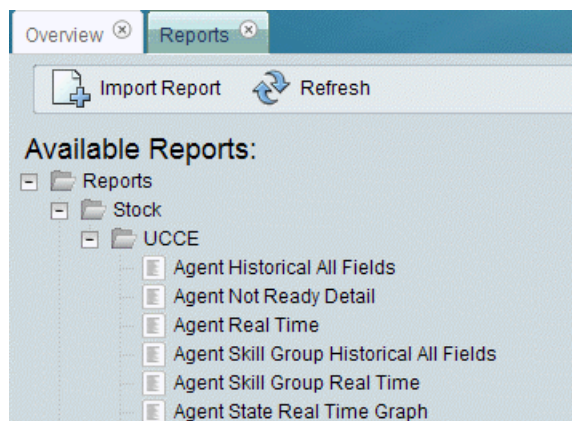 Overview Reports
Import Report Refresh
Available Reports:
Reports
Stock
UCCE
Agent Historical All Fields
Agent Not Ready Detail
Agent Real Time
Agent Skill Group Historical All Fields
Agent Skill Group Real Time
Agent State Real Time Graph